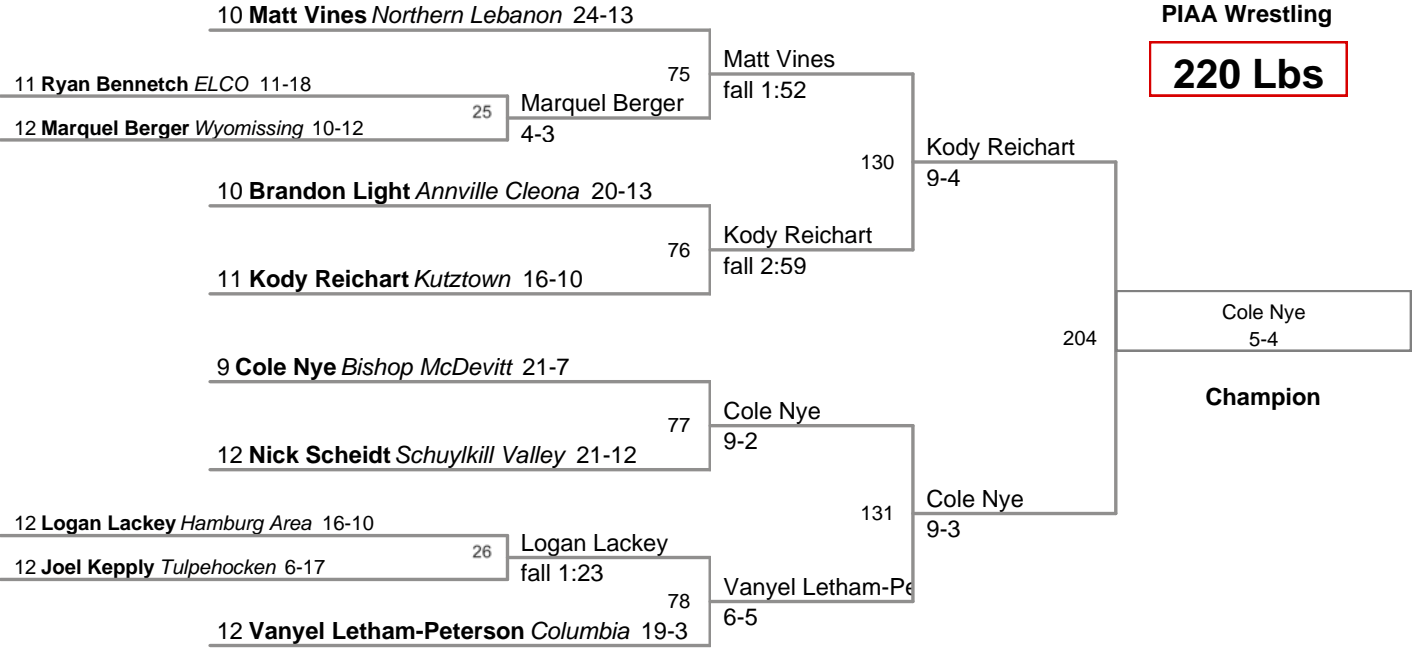 10 Matt Vines Northern Lebanon 24-13
PIAA Wrestling
220 Lbs
75
Matt Vines
fall 1:52
11 Ryan Bennetch ELCO 11-18
25
Marquel Berger
4-3
12 Marquel Berger Wyomissing 10-12
130
Kody Reichart
9-4
10 Brandon Light Annville Cleona 20-13
76
Kody Reichart
fall 2:59
11 Kody Reichart Kutztown 16-10
204
Cole Nye
5-4
Champion
9 Cole Nye Bishop McDevitt 21-7
77
Cole Nye
9-2
12 Nick Scheidt Schuylkill Valley 21-12
131
Cole Nye
9-3
12 Logan Lackey Hamburg Area 16-10
26
Logan Lackey
fall 1:23
12 Joel Kepply Tulpehocken 6-17
78
Vanyel Letham-Pe
6-5
12 Vanyel Letham-Peterson Columbia 19-3